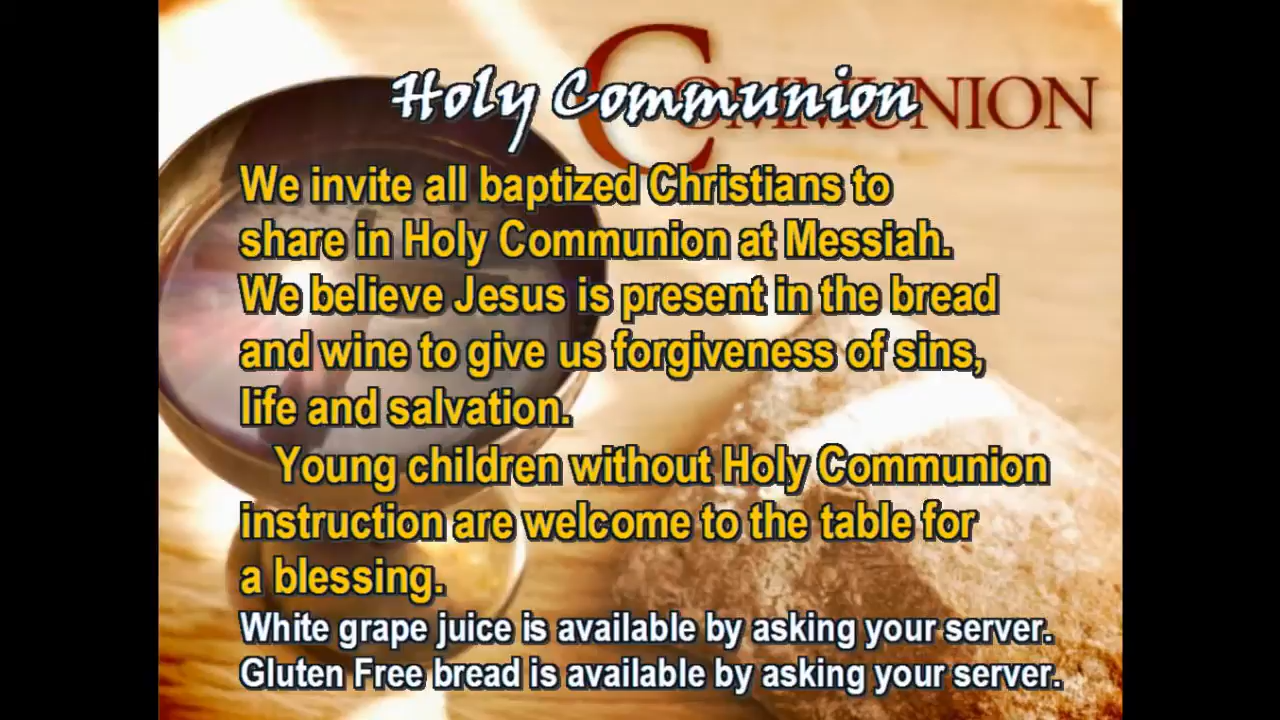 COMMUNION
Holy Communion
We invite all baptized Christians to
share in Holy Communion at Messiah.
We believe Jesus is present in the bread
and wine to give us forgiveness of sins,
life and salvation.
Young children without Holy Communion
instruction are welcome to the table for
a blessing.
White grape juice is available by asking your server.
Gluten Free bread is available by asking your server.